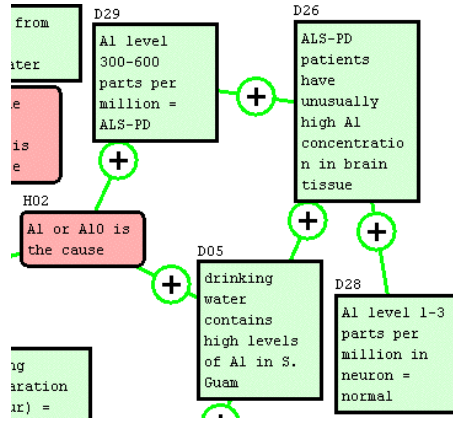 from
ater
is
e
D29
Al level
300-600
parts per
million =
ALS-PD
D26
ALS-PD
patients
have
unusually
high Al
concentratio
n in brain
tissue
H02
Al or AlO is
the cause
D05
drinking
water
contains
high levels
of Al in S.
Guam
D28
Al level 1-3
parts per
million in
neuron =
normal
ng
aration
ur) =